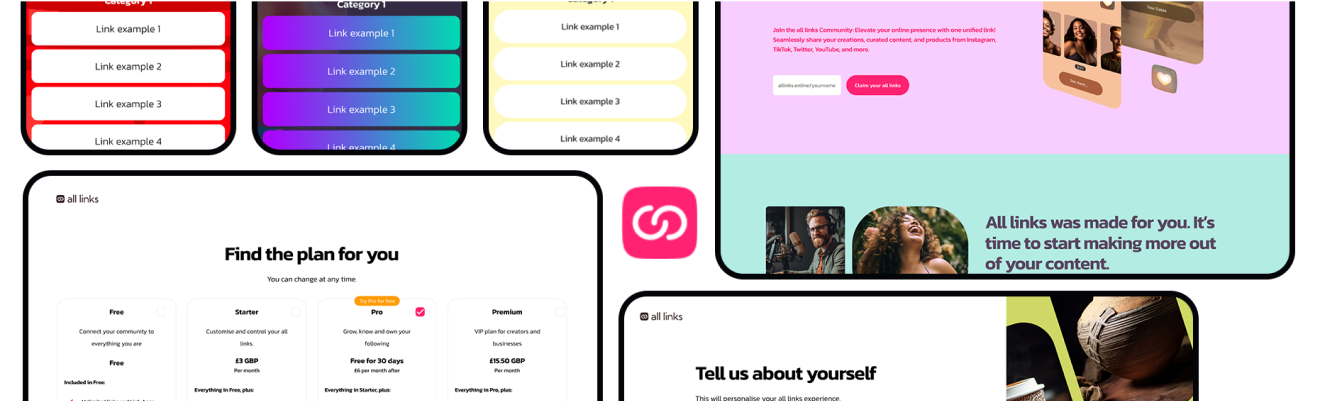 Category 1
Link example 1
Link example 2
Link example 3
Link example 4
Category 1
Link example 1
Link example 2
Link example 3
Link example 4
Category 1
Link example 1
Link example 2
Link example 3
Link example 4
Join the all links Community: Elevate your online presence with one unified link!
Seamlessly share your creations, curated content, and products from Instagram,
TikTok, Twitter, YouTube, and more.
allinks.online/yourname
Claim your all links
All links was made for you. It's
time to start making more out
of your content.
all links
Find the plan for you
You can change at any time.
Free
Connect your community to
everything you are
Free
Included in Free:
Starter
Customise and control your all
links.
£3 GBP
Per month
Everything in Free, plus:
Try Pro for free
Pro
Grow, know and own your
following
Free for 30 days
£6 per month after
Everything in Starter, plus:
Premium
VIP plan for creators and
businesses
£15.50 GBP
Per month
Everything in Pro, plus:
all links
Tell us about yourself
This will personalise your all links experience.